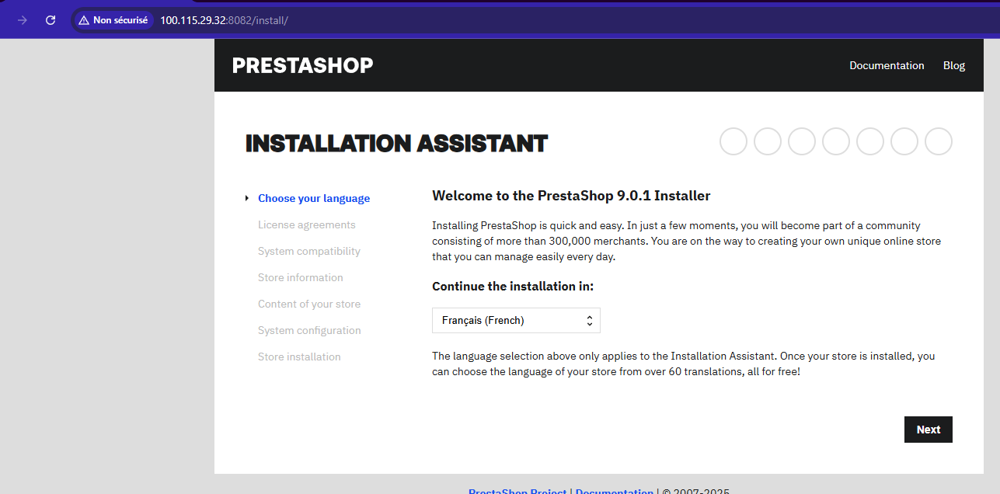 Non sécurisé 100.115.29.32:8082/install/
PRESTASHOP
Documentation Blog
INSTALLATION ASSISTANT
Choose your language
License agreements
System compatibility
Store information
Content of your store
System configuration
Store installation
Welcome to the PrestaShop 9.0.1 Installer
Installing PrestaShop is quick and easy. In just a few moments, you will become part of a community
consisting of more than 300,000 merchants. You are on the way to creating your own unique online store
that you can manage easily every day.
Continue the installation in:
Français (French)
The language selection above only applies to the Installation Assistant. Once your store is installed, you
can choose the language of your store from over 60 translations, all for free!
Next
PrestaShop Project | Documentation | © 2007-2025